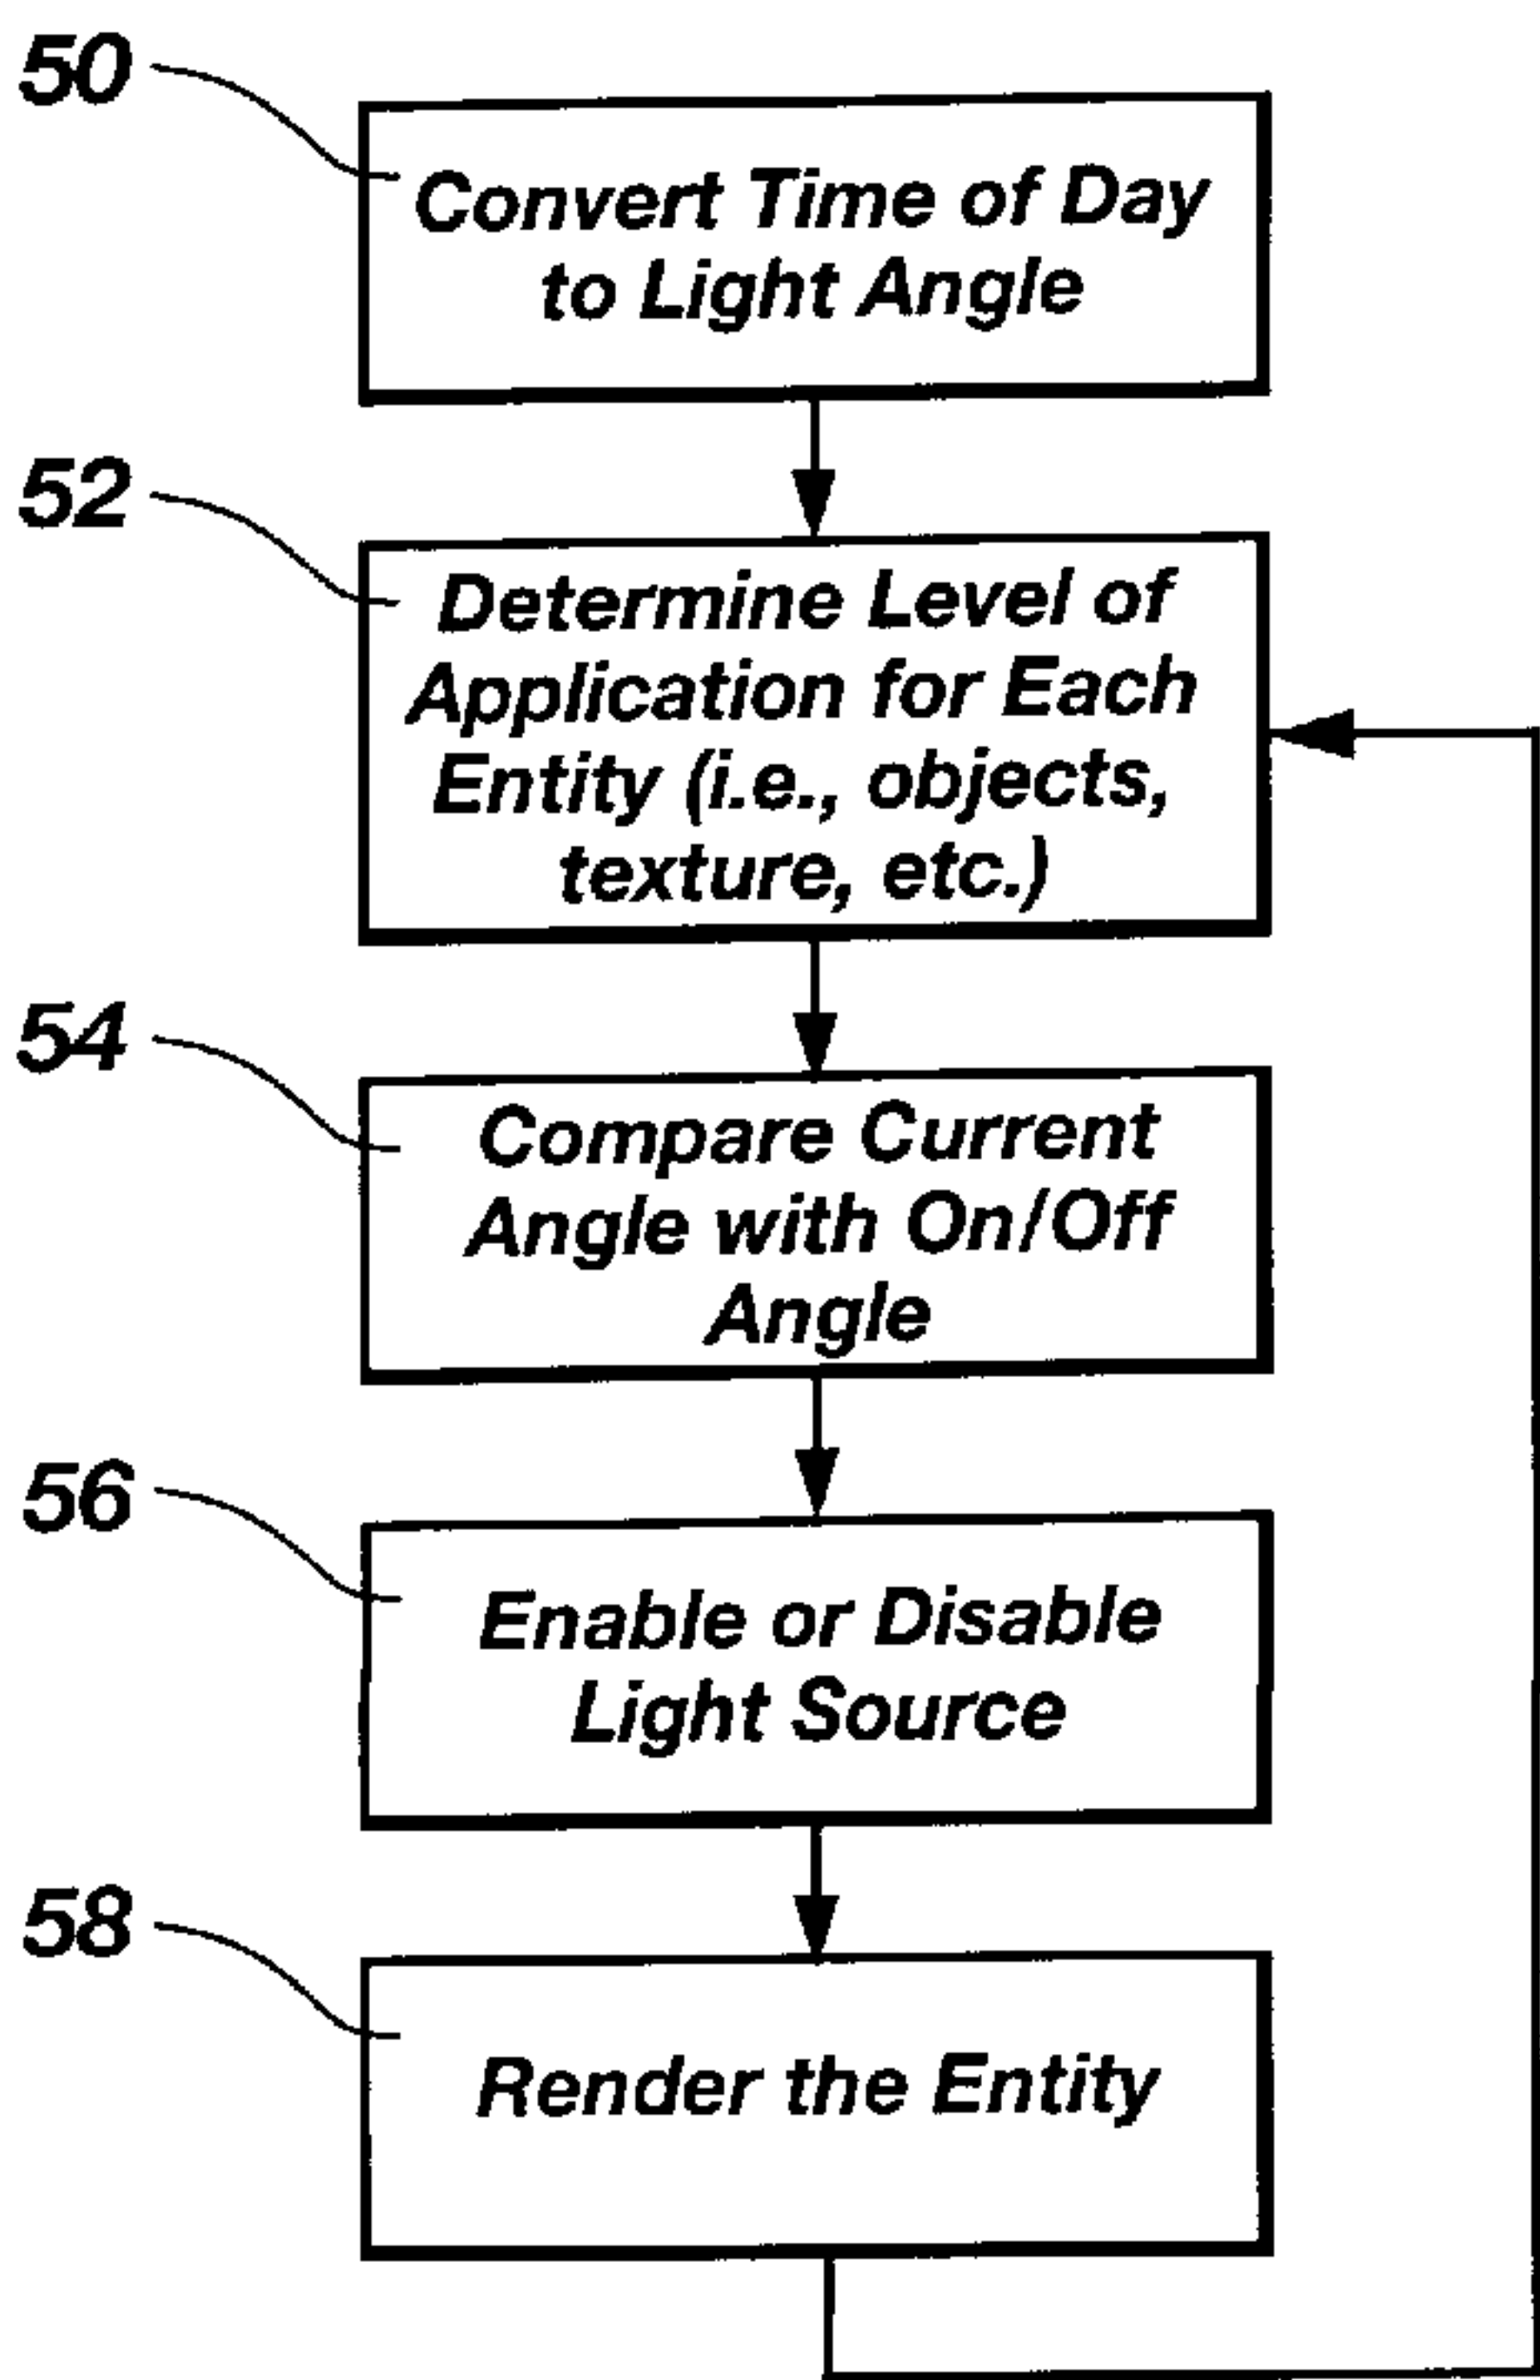 50
Convert Time of Day
to Light Angle
52
Determine Level of
Application for Each
Entity (i.e., objects,
texture, etc.)
54
Compare Current
Angle with On/Off
Angle
56
Enable or Disable
Light Source
58
Render the Entity